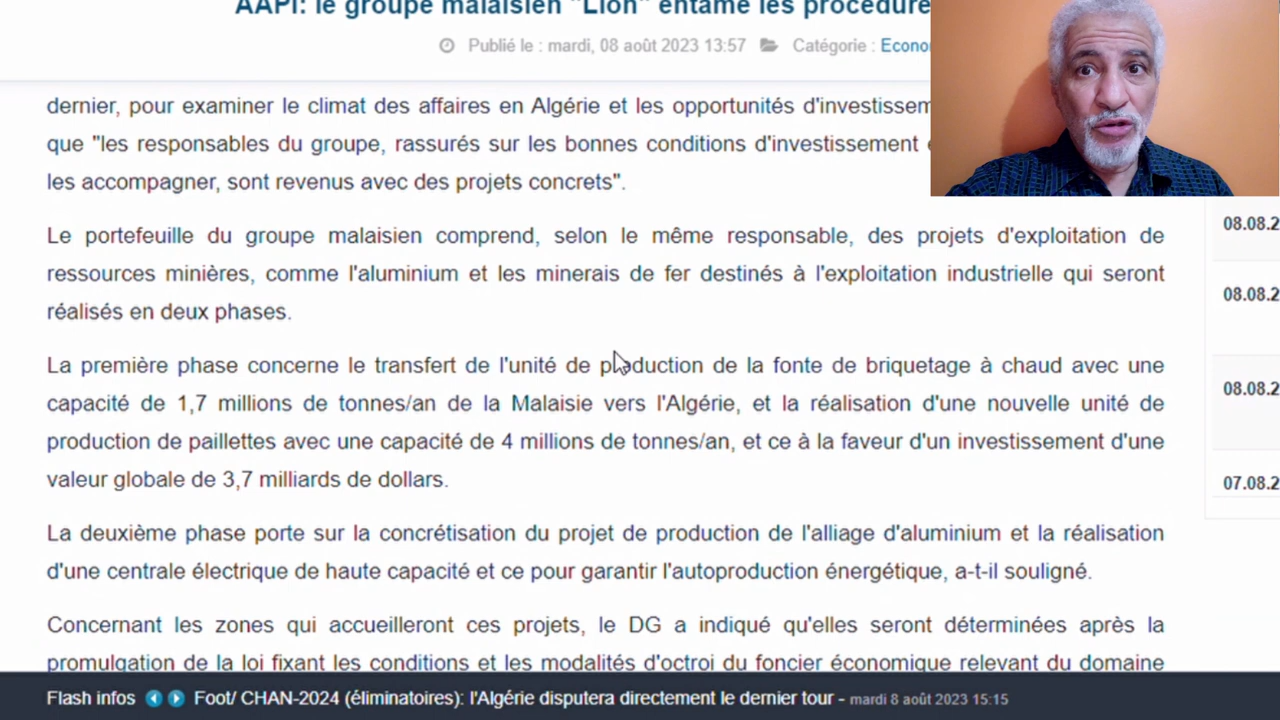 AAPI: le groupe malaisien "Lion" entame les procédure
Publié le : mardi, 08 août 2023 13:57 Catégorie : Econo
dernier, pour examiner le climat des affaires en Algérie et les opportunités d'investissem
que "les responsables du groupe, rassurés sur les bonnes conditions d'investissement
les accompagner, sont revenus avec des projets concrets".
Le portefeuille du groupe malaisien comprend, selon le même responsable, des projets d'exploitation de
ressources minières, comme l'aluminium et les minerais de fer destinés à l'exploitation industrielle qui seront
réalisés en deux phases.
La première phase concerne le transfert de l'unité de production de la fonte de briquetage à chaud avec une
capacité de 1,7 millions de tonnes/an de la Malaisie vers l'Algérie, et la réalisation d'une nouvelle unité de
production de paillettes avec une capacité de 4 millions de tonnes/an, et ce à la faveur d'un investissement d'une
valeur globale de 3,7 milliards de dollars.
La deuxième phase porte sur la concrétisation du projet de production de l'alliage d'aluminium et la réalisation
d'une centrale électrique de haute capacité et ce pour garantir l'autoproduction énergétique, a-t-il souligné.
Concernant les zones qui accueilleront ces projets, le DG a indiqué qu'elles seront déterminées après la
promulgation de la loi fixant les conditions et les modalités d'octroi du foncier économique relevant du domaine
08.08.2
08.08.2
08.08.2
07.08.2
Flash infos Foot/ CHAN-2024 (éliminatoires): l'Algérie disputera directement le dernier tour - mardi 8 août 2023 15:15